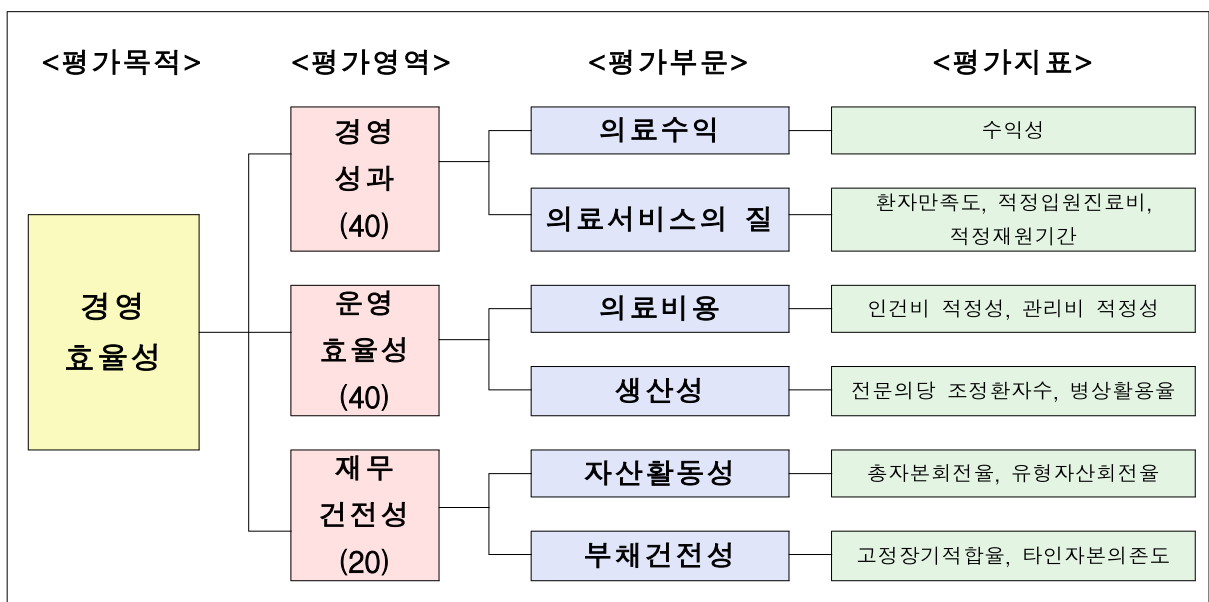 <평가목적> <평가영역> <평가부문> <평가지표>
경영
효율성
경영
성과
(40)
의료수익
수익성
의료서비스의 질
환자만족도, 적정입원진료비,
적정재원기간
운영
효율성
(40)
의료비용
인건비 적정성, 관리비 적정성
생산성
전문의당 조정환자수, 병상활용율
재무
건전성
(20)
자산활동성
총자본회전율, 유형자산회전율
부채건전성
고정장기적합율, 타인자본의존도